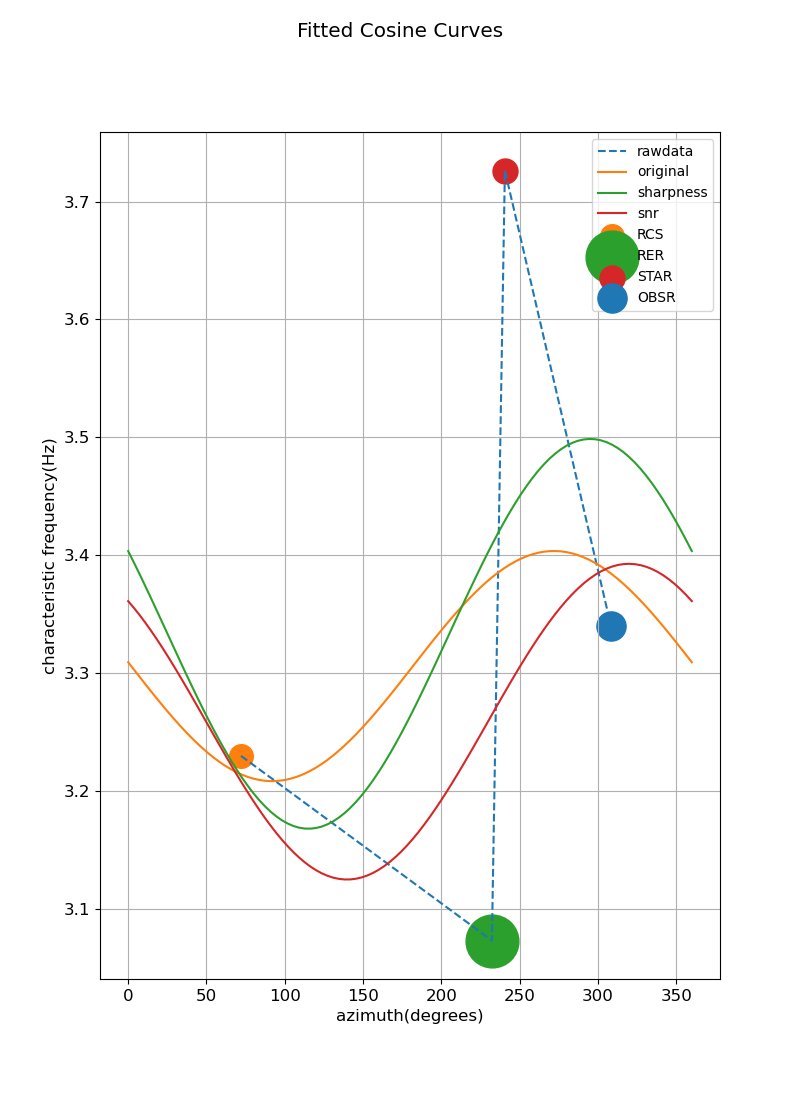 Fitted Cosine Curves
rawdata
original
sharpness
snr
RCS
RER
STAR
OBSR
3.7
3.6
3.5
3.4
3.3
3.2
3.1
characteristic frequency(Hz)
0 50 100 150 200 250 300 350
azimuth(degrees)